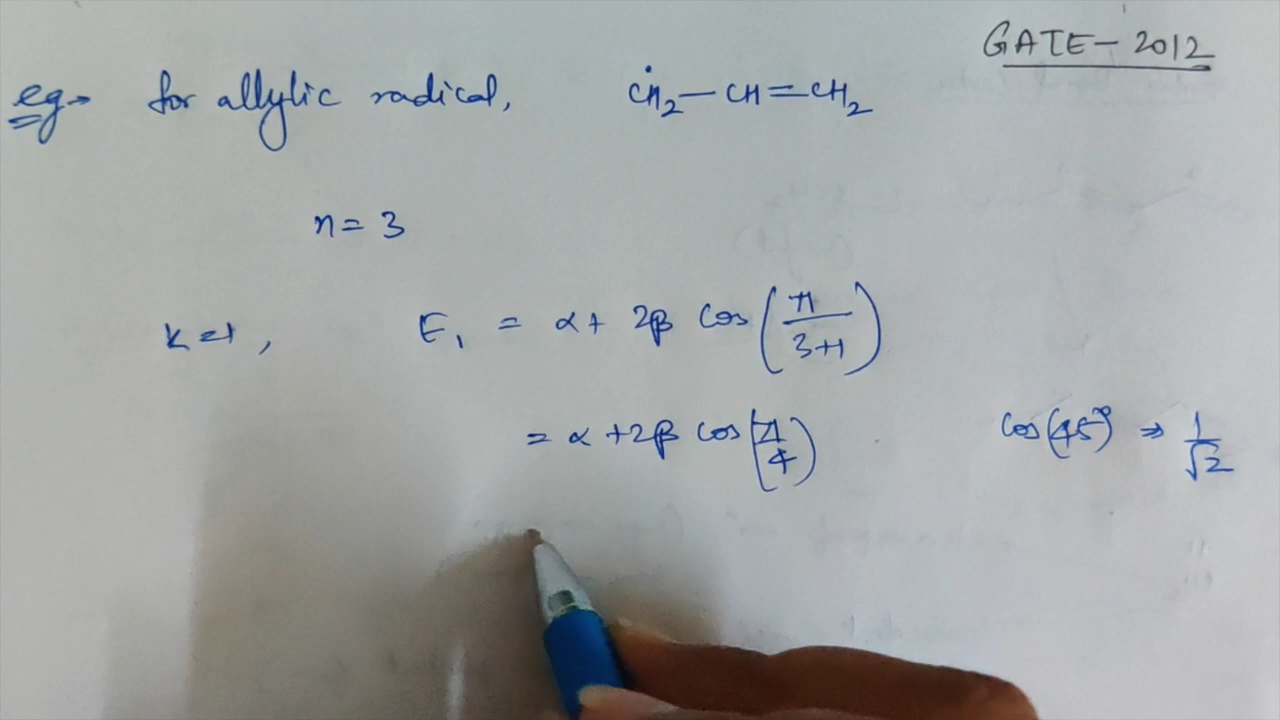 GATE - 2012
eg→ for allylic radical, ĊH₂—CH=CH₂
n = 3
k=1, E₁ = α + 2β cos(π/(3+1))
= α + 2β cos(π/4) cos(45°) ⇒ 1/√2